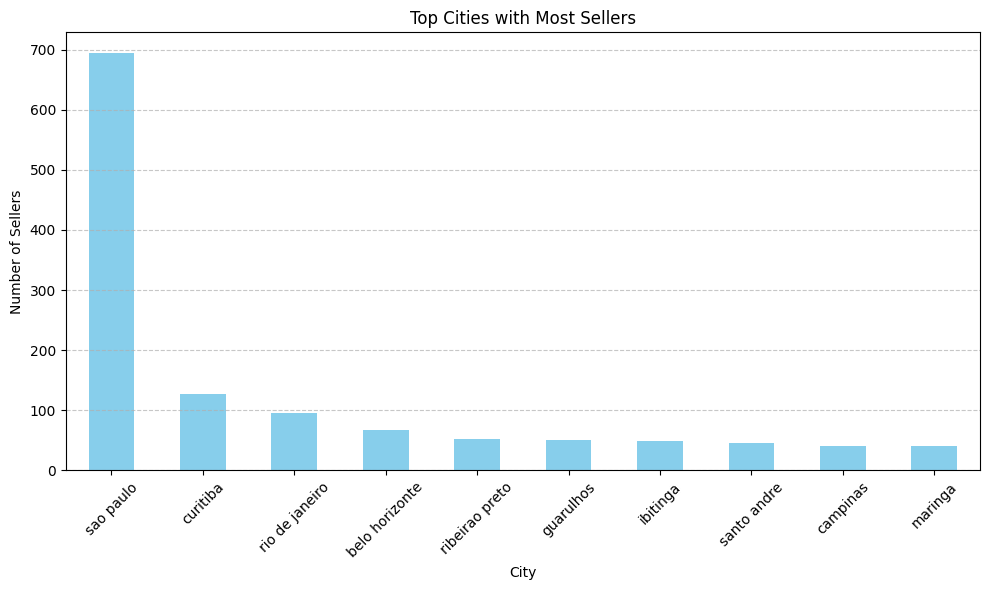 Top Cities with Most Sellers
Number of Sellers
700
600
500
400
300
200
100
0
sao paulo
curitiba
rio de janeiro
belo horizonte
ribeirao preto
guarulhos
ibitinga
santo andre
campinas
maringa
City